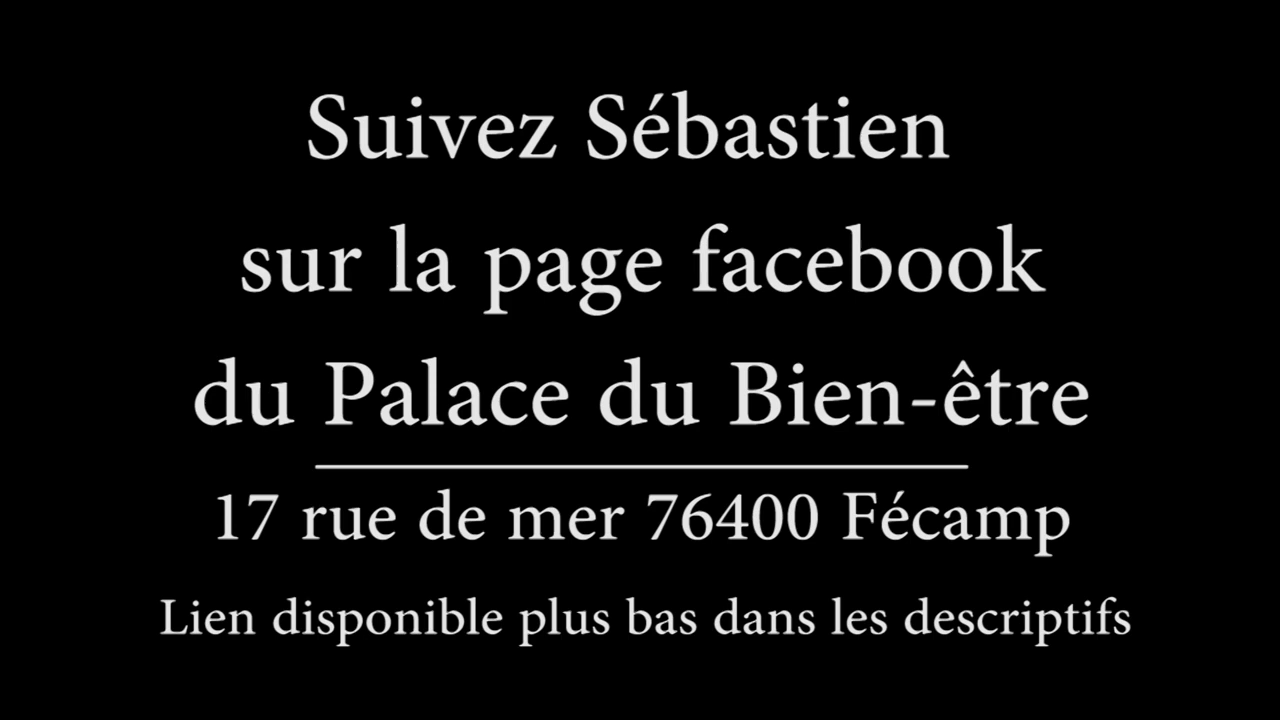 Suivez Sébastien
sur la page facebook
du Palace du Bien-être
17 rue de mer 76400 Fécamp
Lien disponible plus bas dans les descriptifs